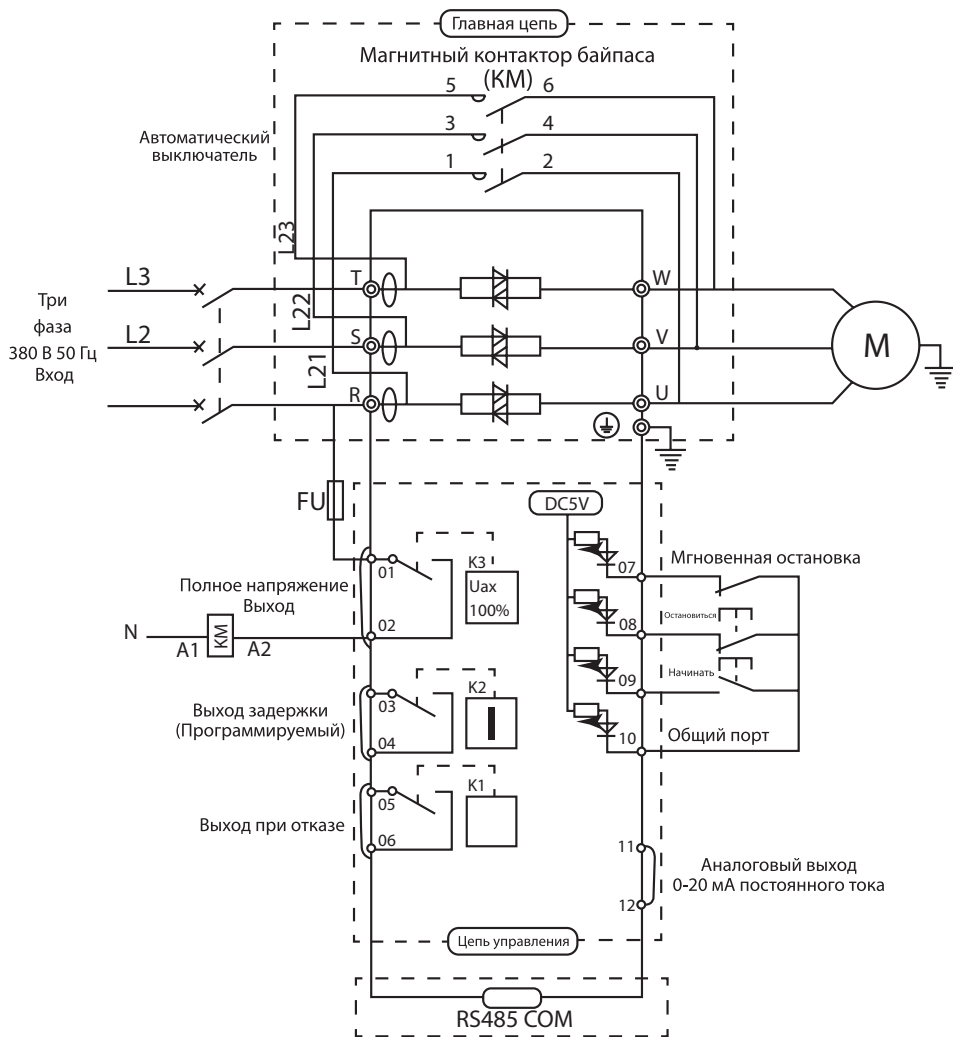 Главная цепь
Магнитный контактор байпаса
(КМ)
5 6
3 4
1 2
Автоматический
выключатель
L23
L22
L21
L3
L2
Три
фаза
380 В 50 Гц
Вход
T
S
R
W
V
U
M
FU
DC5V
01
02
K3
Uax
100%
Полное напряжение
Выход
N
A1
KM
A2
03
04
K2
Выход задержки
(Программируемый)
05
06
K1
Выход при отказе
07
08
09
10
Мгновенная остановка
Остановиться
Начинать
Общий порт
11
12
Аналоговый выход
0-20 мА постоянного тока
Цепь управления
RS485 COM